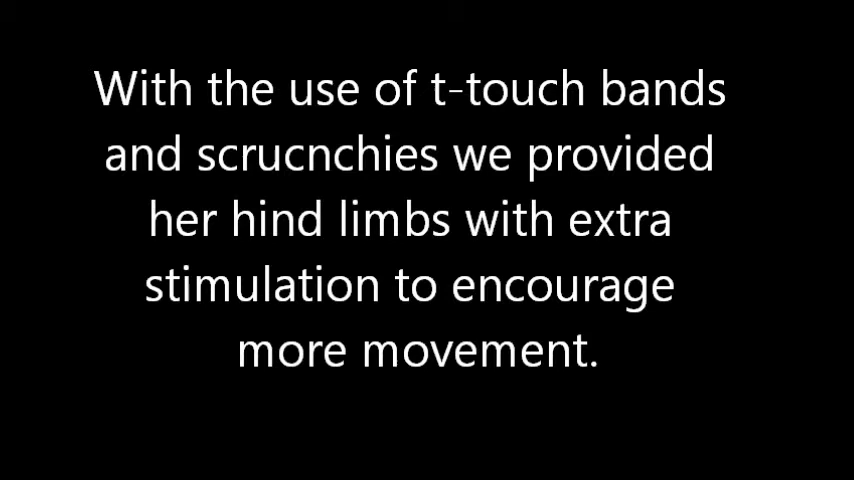 With the use of t-touch bands
and scrucnchies we provided
her hind limbs with extra
stimulation to encourage
more movement.